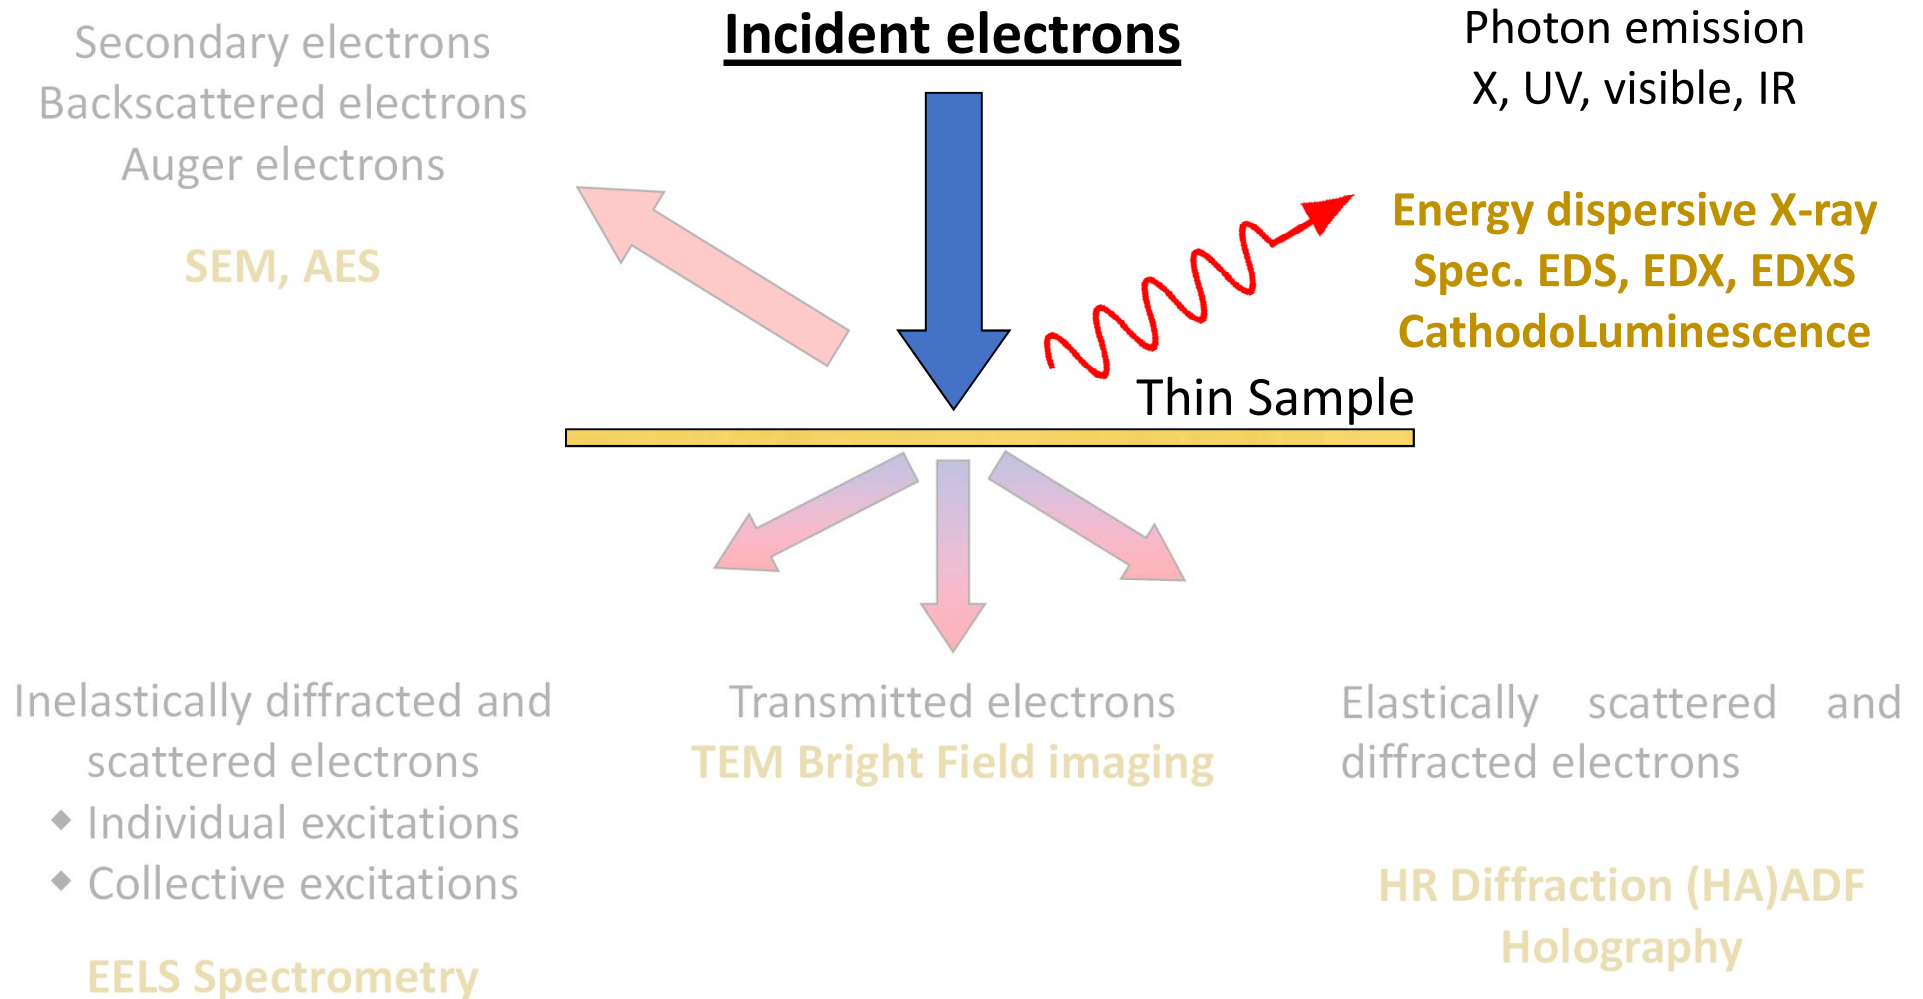 Secondary electrons
Backscattered electrons
Auger electrons
SEM, AES
Incident electrons
Photon emission
X, UV, visible, IR
Energy dispersive X-ray
Spec. EDS, EDX, EDXS
CathodoLuminescence
Thin Sample
Inelastically diffracted and
scattered electrons
◆ Individual excitations
◆ Collective excitations
EELS Spectrometry
Transmitted electrons
TEM Bright Field imaging
Elastically scattered and
diffracted electrons
HR Diffraction (HA)ADF
Holography